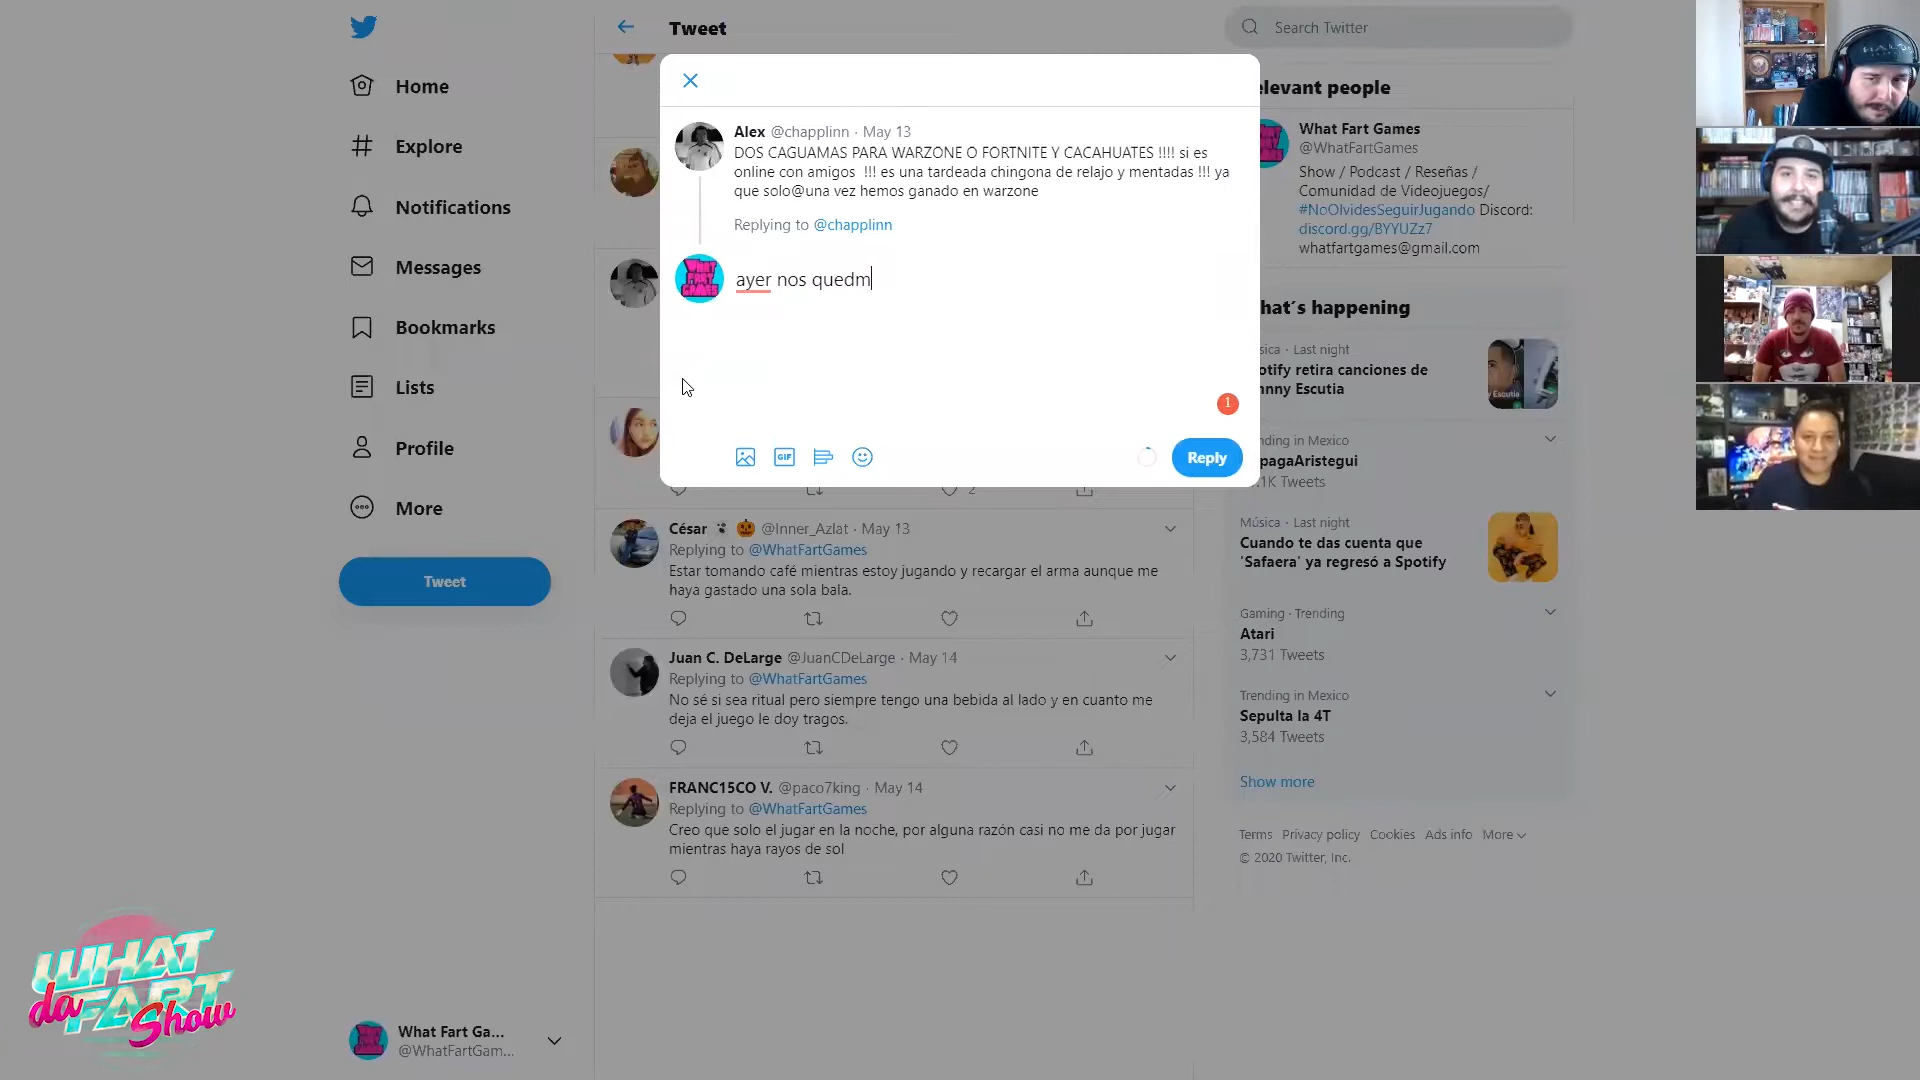 Tweet
Search Twitter
Home
Explore
Notifications
Messages
Bookmarks
Lists
Profile
More
Tweet
What Fart Ga...
@WhatFartGam...
Alex @chapplinn · May 13
DOS CAGUAMAS PARA WARZONE O FORTNITE Y CACAHUATES !!!! si es
online con amigos !!! es una tardeada chingona de relajo y mentadas !!! ya
que solo@una vez hemos ganado en warzone
Replying to @chapplinn
WHAT
FART
GAMES
ayer nos quedm
1
GIF
Reply
2
César @Inner_Azlat · May 13
Replying to @WhatFartGames
Estar tomando café mientras estoy jugando y recargar el arma aunque me
haya gastado una sola bala.
Juan C. DeLarge @JuanCDeLarge · May 14
Replying to @WhatFartGames
No sé si sea ritual pero siempre tengo una bebida al lado y en cuanto me
deja el juego le doy tragos.
FRANC15CO V. @paco7king · May 14
Replying to @WhatFartGames
Creo que solo el jugar en la noche, por alguna razón casi no me da por jugar
mientras haya rayos de sol
elevant people
What Fart Games
@WhatFartGames
Show / Podcast / Reseñas /
Comunidad de Videojuegos/
#NoOlvidesSeguirJugando Discord:
discord.gg/BYYUZz7
whatfartgames@gmail.com
hat's happening
sica · Last night
otify retira canciones de
nny Escutia
nding in Mexico
pagaAristegui
.1K Tweets
Música · Last night
Cuando te das cuenta que
'Safaera' ya regresó a Spotify
Gaming · Trending
Atari
3,731 Tweets
Trending in Mexico
Sepulta la 4T
3,584 Tweets
Show more
Terms Privacy policy Cookies Ads info More
© 2020 Twitter, Inc.
WHAT
da FART
Show